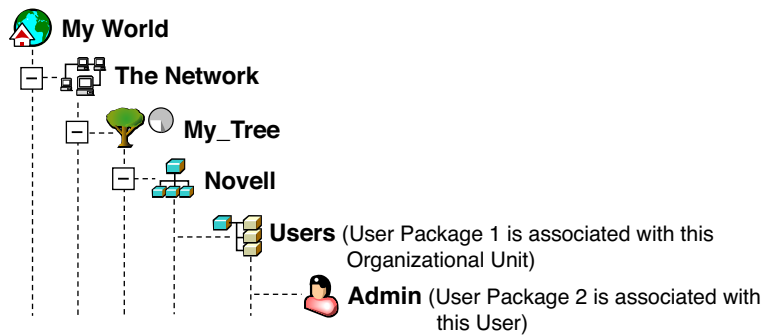 My World
The Network
My_Tree
Novell
Users (User Package 1 is associated with this
Organizational Unit)
Admin (User Package 2 is associated with
this User)